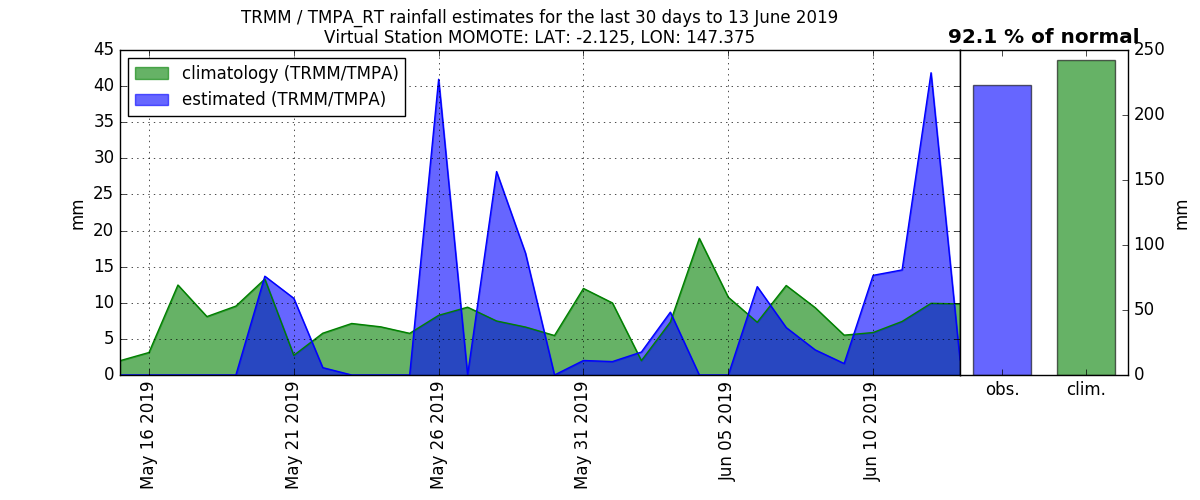 TRMM / TMPA_RT rainfall estimates for the last 30 days to 13 June 2019
Virtual Station MOMOTE: LAT: -2.125, LON: 147.375
92.1 % of normal
climatology (TRMM/TMPA)
estimated (TRMM/TMPA)
mm
45
40
35
30
25
20
15
10
5
0
May 16 2019
May 21 2019
May 26 2019
May 31 2019
Jun 05 2019
Jun 10 2019
250
200
150
100
50
0
mm
obs.
clim.